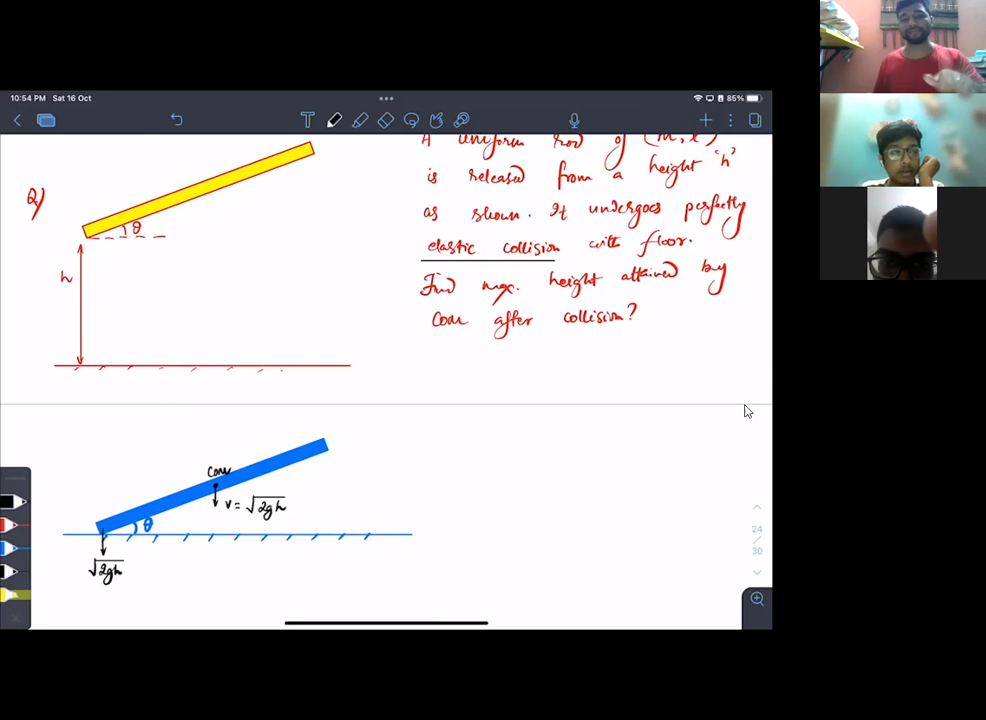 10:54 PM Sat 16 Oct
85%
A uniform rod of (m, l)
Q)
is released from a height 'h'
as shown. It undergoes perfectly
elastic collision with floor.
Find max. height attained by
com after collision?
θ
h
com
v = √2gh
θ
√2gh
24
/
30